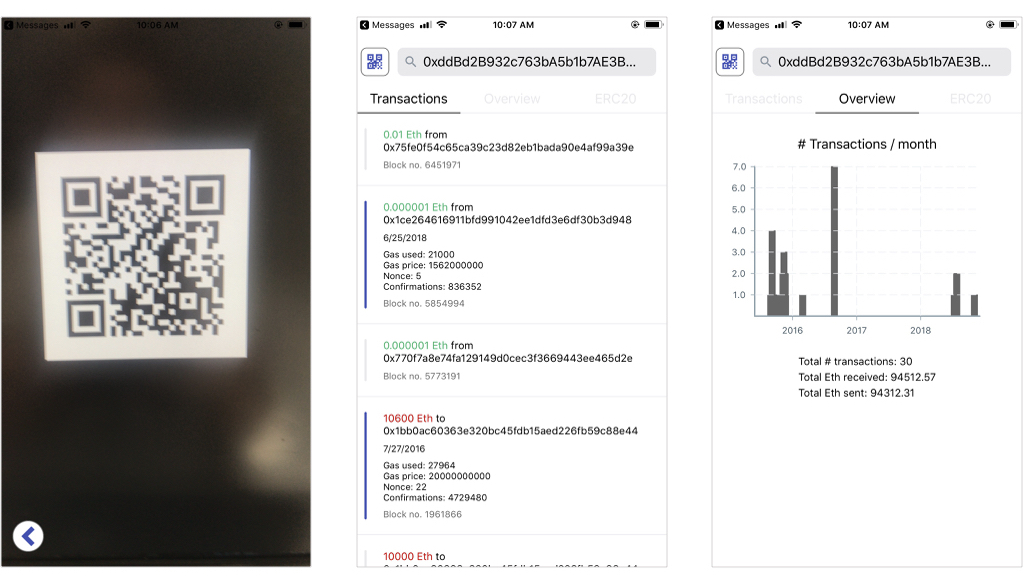 Messages
10:06 AM
Messages
10:07 AM
0xddBd2B932c763bA5b1b7AE3B...
Transactions
Overview
ERC20
0.01 Eth from
0x75fe0f54c65ca39c23d82eb1bada90e4af99a39e
Block no. 6451971
0.000001 Eth from
0x1ce264616911bfd991042ee1dfd3e6df30b3d948
6/25/2018
Gas used: 21000
Gas price: 1562000000
Nonce: 5
Confirmations: 836352
Block no. 5854994
0.000001 Eth from
0x770f7a8e74fa129149d0cec3f3669443ee465d2e
Block no. 5773191
10600 Eth to
0x1bb0ac60363e320bc45fdb15aed226fb59c88e44
7/27/2016
Gas used: 27964
Gas price: 20000000000
Nonce: 22
Confirmations: 4729480
Block no. 1961866
10000 Eth to
Messages
10:07 AM
0xddBd2B932c763bA5b1b7AE3B...
Transactions
Overview
ERC20
# Transactions / month
7.0
6.0
5.0
4.0
3.0
2.0
1.0
2016
2017
2018
Total # transactions: 30
Total Eth received: 94512.57
Total Eth sent: 94312.31